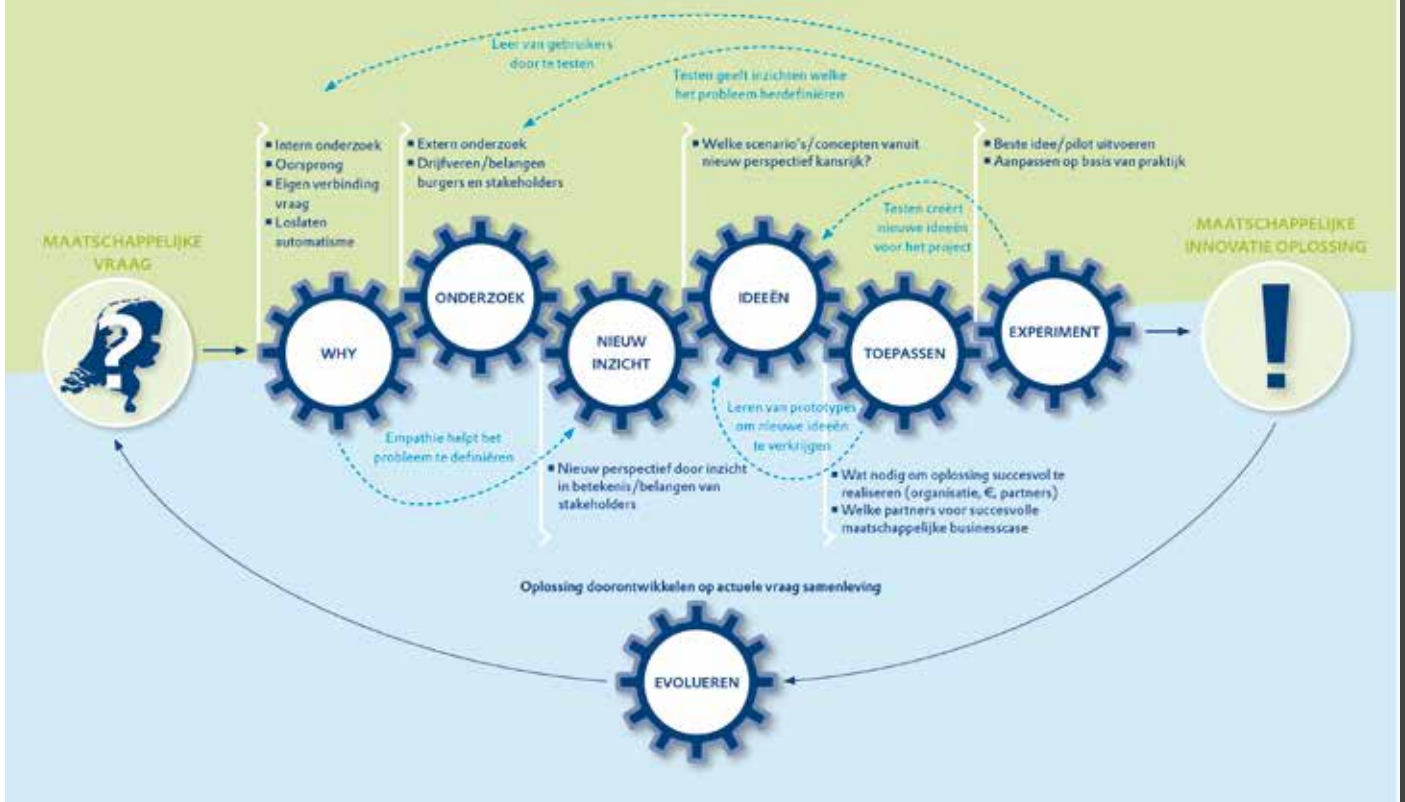 Leer van gebruikers
door te testen
Testen geeft inzichten welke
het probleem herdefiniëren
▪ Intern onderzoek
▪ Oorsprong
▪ Eigen verbinding
vraag
▪ Loslaten
automatisme
▪ Extern onderzoek
▪ Drijfveren/belangen
burgers en stakeholders
▪ Welke scenario's/concepten vanuit
nieuw perspectief kansrijk?
▪ Beste idee/pilot uitvoeren
▪ Aanpassen op basis van praktijk
Testen creëert
nieuwe ideeën
voor het project
MAATSCHAPPELIJKE
VRAAG
MAATSCHAPPELIJKE
INNOVATIE OPLOSSING
?
WHY
ONDERZOEK
NIEUW
INZICHT
IDEEËN
TOEPASSEN
EXPERIMENT
!
Empathie helpt het
probleem te definiëren
Leren van prototypes
om nieuwe ideeën
te verkrijgen
▪ Nieuw perspectief door inzicht
in betekenis/belangen van
stakeholders
▪ Wat nodig om oplossing succesvol te
realiseren (organisatie, €, partners)
▪ Welke partners voor succesvolle
maatschappelijke businesscase
Oplossing doorontwikkelen op actuele vraag samenleving
EVOLUEREN